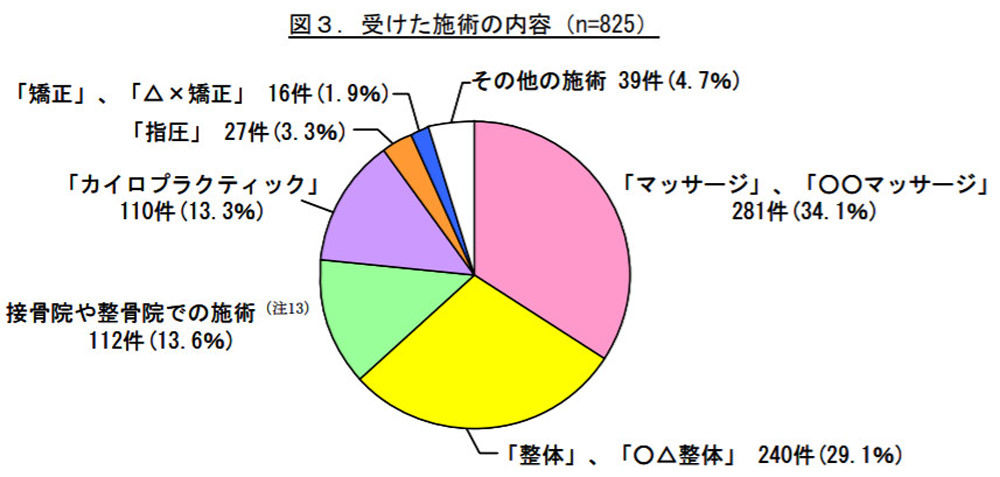 図３．受けた施術の内容（n=825）
その他の施術 39件(4.7%)
「矯正」、「△×矯正」 16件(1.9%)
「指圧」 27件(3.3%)
「カイロプラクティック」
110件(13.3%)
「マッサージ」、「〇〇マッサージ」
281件(34.1%)
接骨院や整骨院での施術（注13）
112件(13.6%)
「整体」、「〇△整体」 240件(29.1%)